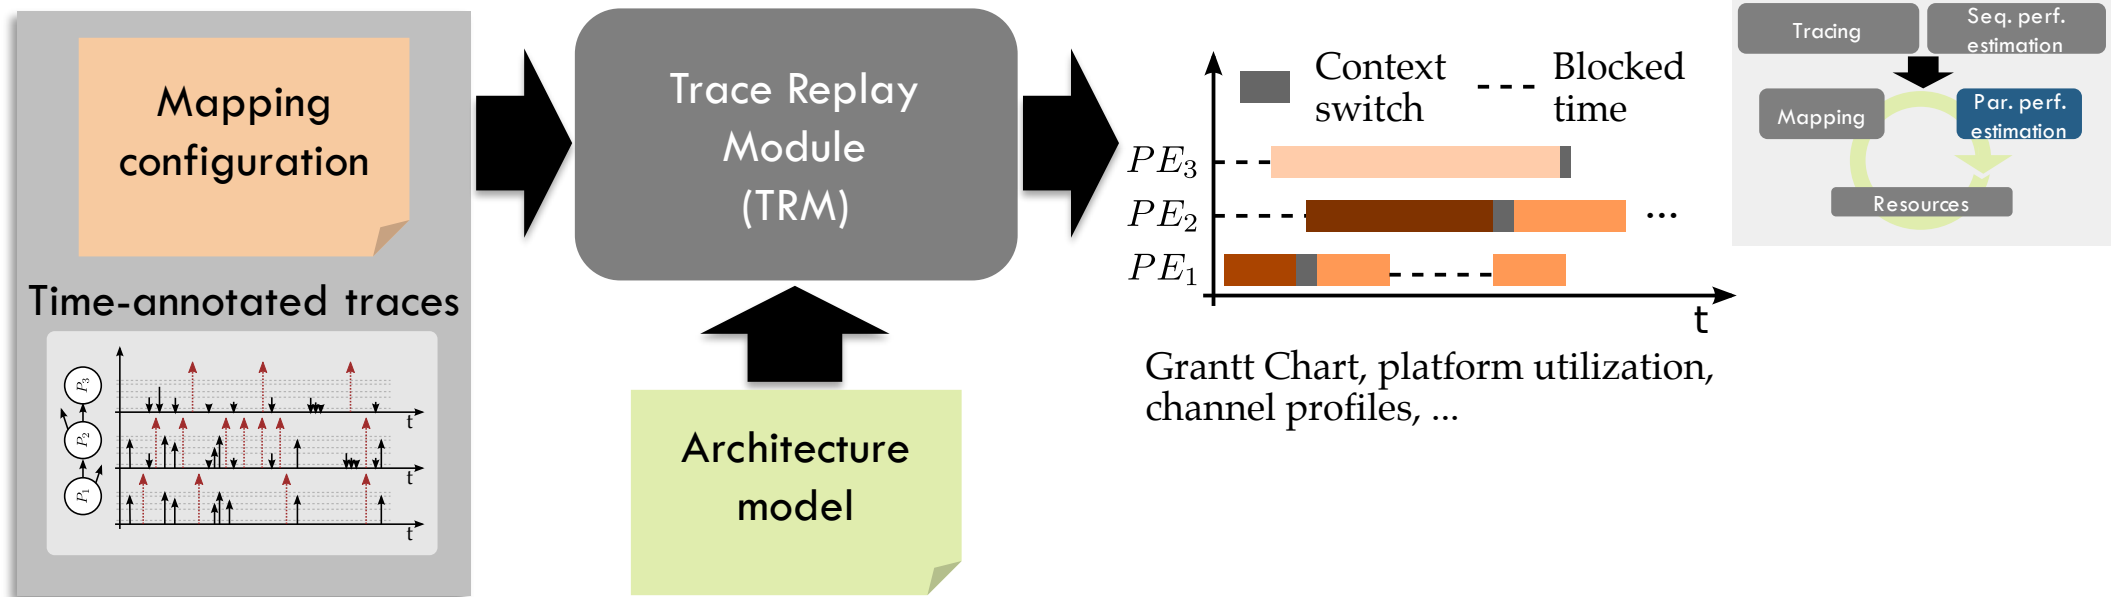 Mapping
configuration
Time-annotated traces
P3
t
P2
t
P1
t
Trace Replay
Module
(TRM)
Architecture
model
Context
switch
Blocked
time
PE3
PE2
...
PE1
t
Grantt Chart, platform utilization,
channel profiles, ...
Tracing
Seq. perf.
estimation
Mapping
Par. perf.
estimation
Resources